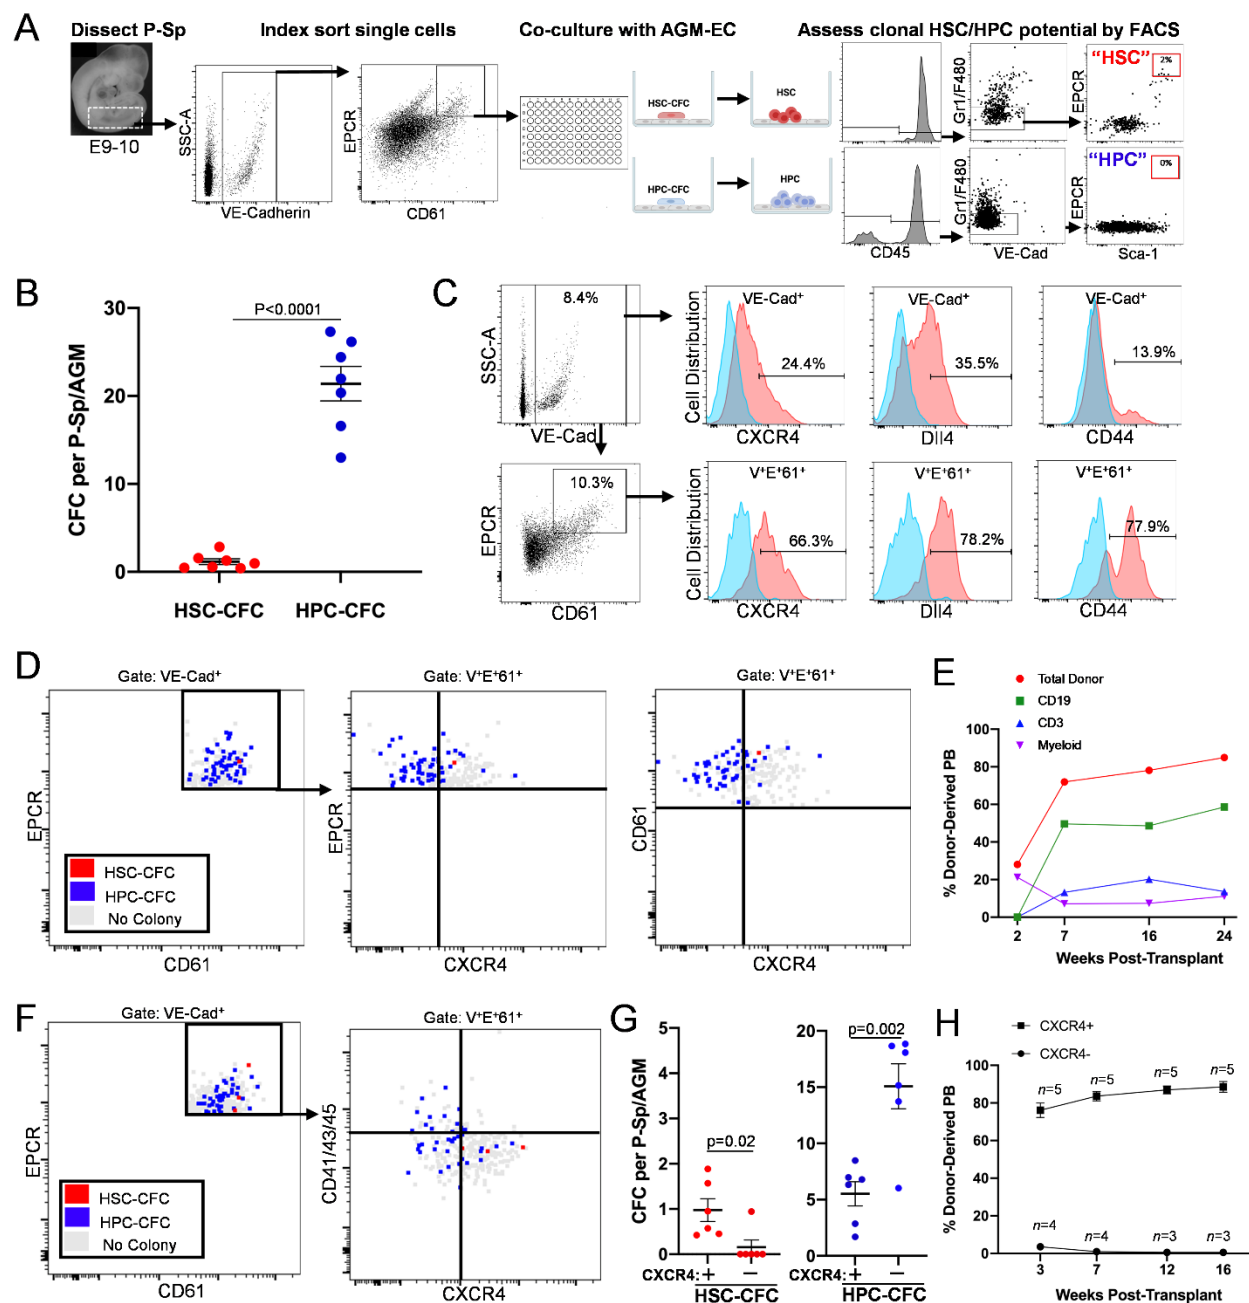 A
Dissect P-Sp
Index sort single cells
Co-culture with AGM-EC
Assess clonal HSC/HPC potential by FACS
E9-10
SSC-A
VE-Cadherin
EPCR
CD61
HSC-CFC
HSC
HPC-CFC
HPC
CD45
Gr1/F480
Gr1/F480
VE-Cad
"HSC"
2%
EPCR
"HPC"
0%
EPCR
Sca-1
B
CFC per P-Sp/AGM
30
20
10
0
P<0.0001
HSC-CFC
HPC-CFC
C
8.4%
SSC-A
VE-Cad
10.3%
EPCR
CD61
VE-Cad⁺
24.4%
Cell Distribution
CXCR4
VE-Cad⁺
35.5%
Dll4
VE-Cad⁺
13.9%
CD44
V⁺E⁺61⁺
66.3%
Cell Distribution
CXCR4
V⁺E⁺61⁺
78.2%
Dll4
V⁺E⁺61⁺
77.9%
CD44
D
Gate: VE-Cad⁺
EPCR
HSC-CFC
HPC-CFC
No Colony
CD61
Gate: V⁺E⁺61⁺
EPCR
CXCR4
Gate: V⁺E⁺61⁺
CD61
CXCR4
E
Total Donor
CD19
CD3
Myeloid
% Donor-Derived PB
100
80
60
40
20
0
2
7
16
24
Weeks Post-Transplant
F
Gate: VE-Cad⁺
EPCR
HSC-CFC
HPC-CFC
No Colony
CD61
Gate: V⁺E⁺61⁺
CD41/43/45
CXCR4
G
CFC per P-Sp/AGM
5
4
3
2
1
0
p=0.02
CXCR4: + −
HSC-CFC
20
15
10
5
0
p=0.002
CXCR4: + −
HPC-CFC
H
CXCR4+
CXCR4-
% Donor-Derived PB
100
80
60
40
20
0
n=5
n=5
n=5
n=5
n=4
n=4
n=3
n=3
3
7
12
16
Weeks Post-Transplant